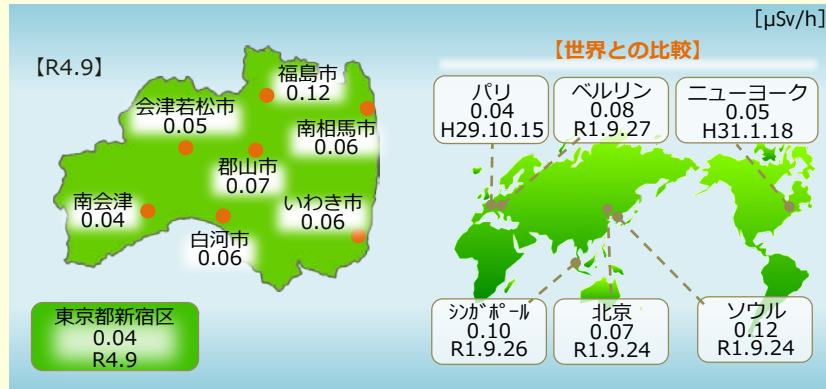 [μSv/h]
【世界との比較】
【R4.9】
福島市
0.12
会津若松市
0.05
南相馬市
0.06
郡山市
0.07
南会津
0.04
いわき市
0.06
白河市
0.06
東京都新宿区
0.04
R4.9
パリ
0.04
H29.10.15
ベルリン
0.08
R1.9.27
ニューヨーク
0.05
H31.1.18
ｼﾝｶﾞﾎﾟｰﾙ
0.10
R1.9.26
北京
0.07
R1.9.24
ソウル
0.12
R1.9.24